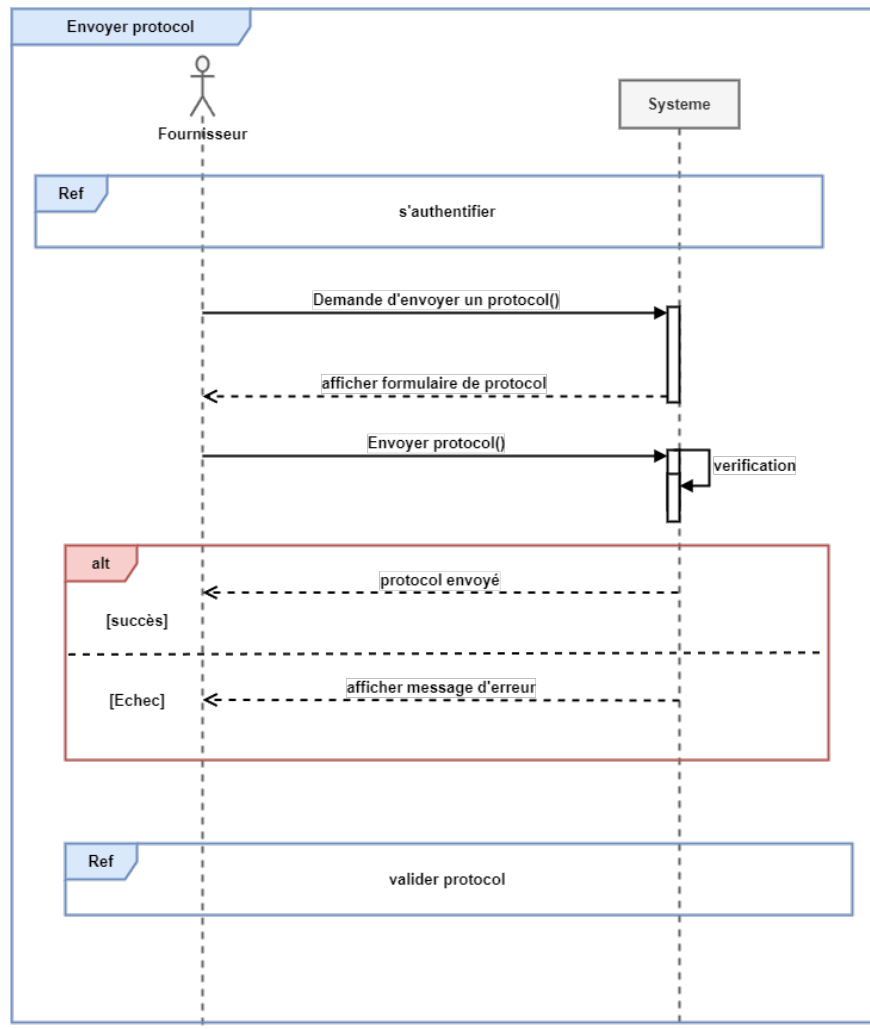 Envoyer protocol
Fournisseur
Systeme
Ref
s'authentifier
Demande d'envoyer un protocol()
afficher formulaire de protocol
Envoyer protocol()
verification
alt
protocol envoyé
[succès]
afficher message d'erreur
[Echec]
Ref
valider protocol